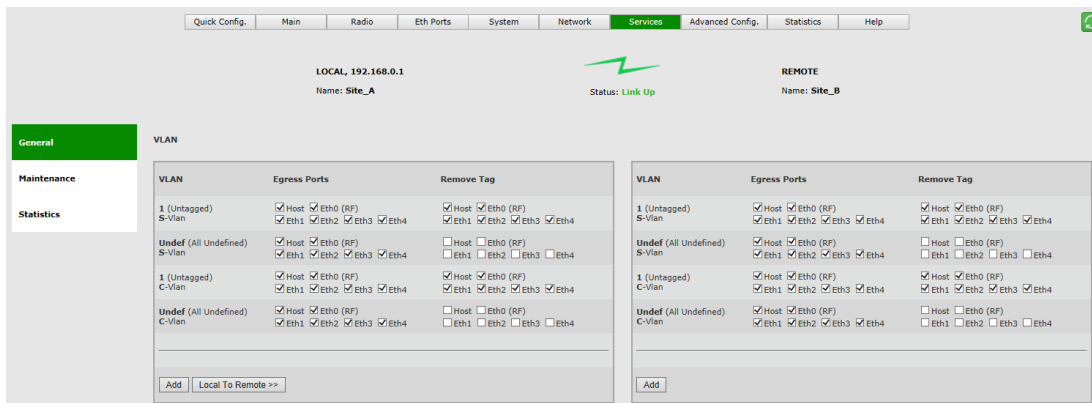 Quick Config. Main Radio Eth Ports System Network Services Advanced Config. Statistics Help
LOCAL, 192.168.0.1
Name: Site_A
Status: Link Up
REMOTE
Name: Site_B
General
Maintenance
Statistics
VLAN
VLAN Egress Ports Remove Tag
1 (Untagged) Host Eth0 (RF) Host Eth0 (RF)
S-Vlan Eth1 Eth2 Eth3 Eth4 Eth1 Eth2 Eth3 Eth4
Undef (All Undefined) Host Eth0 (RF) Host Eth0 (RF)
S-Vlan Eth1 Eth2 Eth3 Eth4 Eth1 Eth2 Eth3 Eth4
1 (Untagged) Host Eth0 (RF) Host Eth0 (RF)
C-Vlan Eth1 Eth2 Eth3 Eth4 Eth1 Eth2 Eth3 Eth4
Undef (All Undefined) Host Eth0 (RF) Host Eth0 (RF)
C-Vlan Eth1 Eth2 Eth3 Eth4 Eth1 Eth2 Eth3 Eth4
Add Local To Remote >>
VLAN Egress Ports Remove Tag
1 (Untagged) Host Eth0 (RF) Host Eth0 (RF)
S-Vlan Eth1 Eth2 Eth3 Eth4 Eth1 Eth2 Eth3 Eth4
Undef (All Undefined) Host Eth0 (RF) Host Eth0 (RF)
S-Vlan Eth1 Eth2 Eth3 Eth4 Eth1 Eth2 Eth3 Eth4
1 (Untagged) Host Eth0 (RF) Host Eth0 (RF)
C-Vlan Eth1 Eth2 Eth3 Eth4 Eth1 Eth2 Eth3 Eth4
Undef (All Undefined) Host Eth0 (RF) Host Eth0 (RF)
C-Vlan Eth1 Eth2 Eth3 Eth4 Eth1 Eth2 Eth3 Eth4
Add